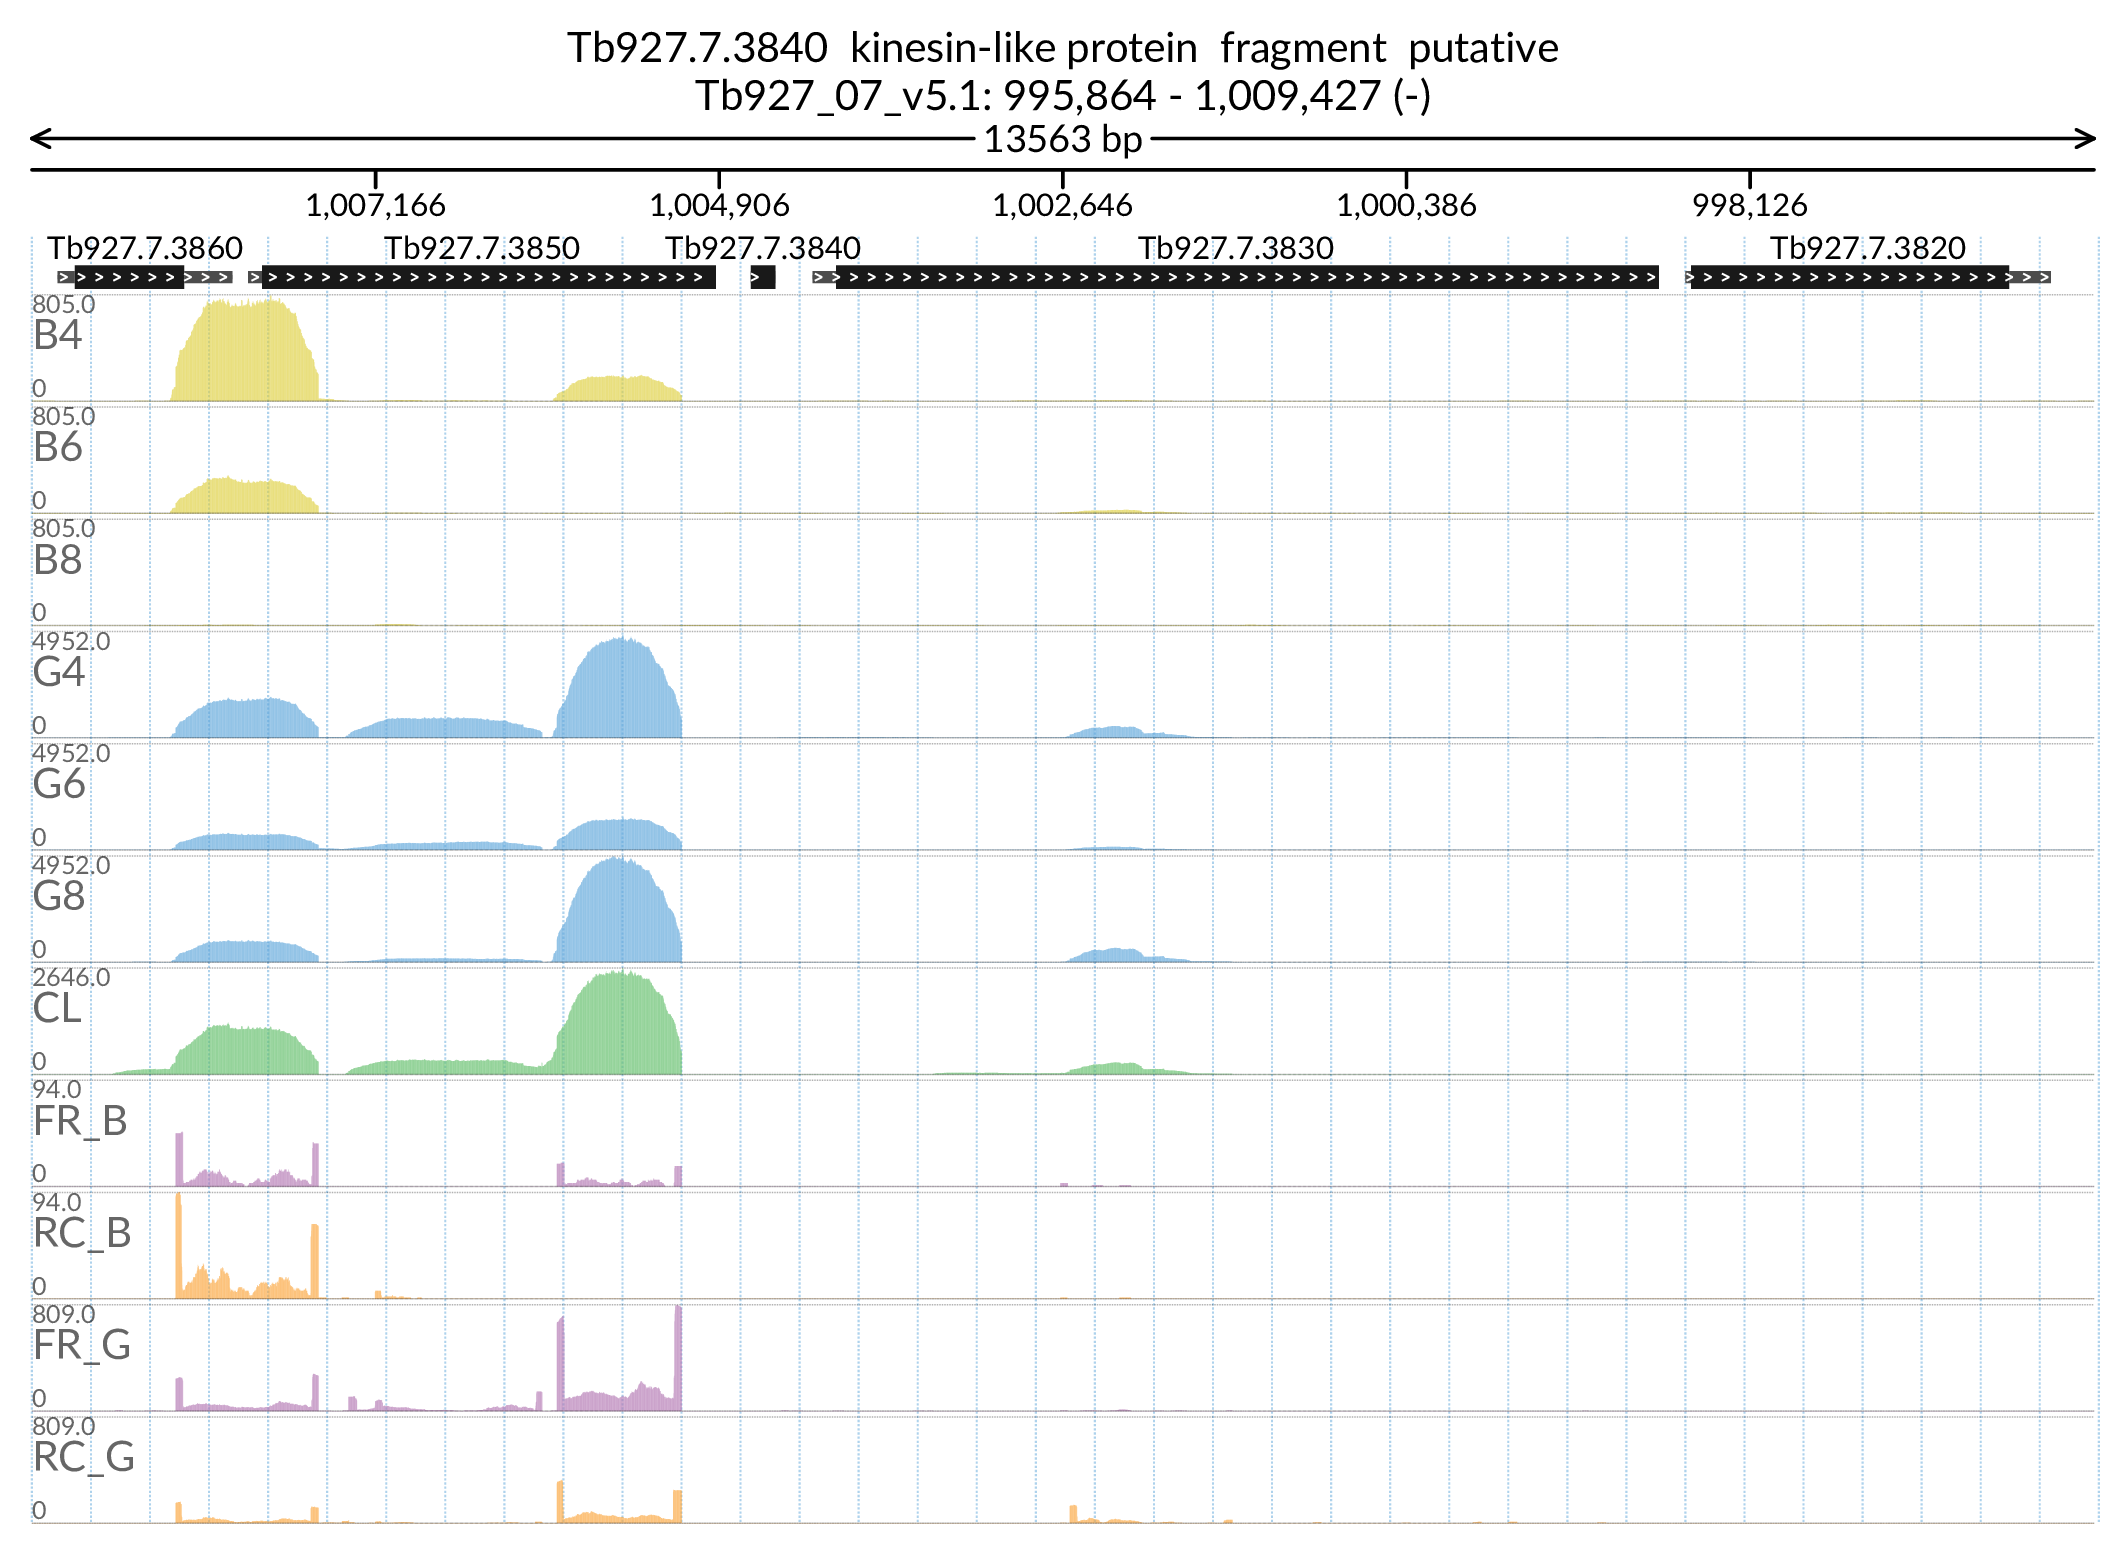 Tb927.7.3840 kinesin-like protein fragment putative
Tb927_07_v5.1: 995,864 - 1,009,427 (-)
13563 bp
1,007,166 1,004,906 1,002,646 1,000,386 998,126
Tb927.7.3860 Tb927.7.3850 Tb927.7.3840 Tb927.7.3830 Tb927.7.3820
805.0
B4
0
805.0
B6
0
805.0
B8
0
4952.0
G4
0
4952.0
G6
0
4952.0
G8
0
2646.0
CL
0
94.0
FR_B
0
94.0
RC_B
0
809.0
FR_G
0
809.0
RC_G
0